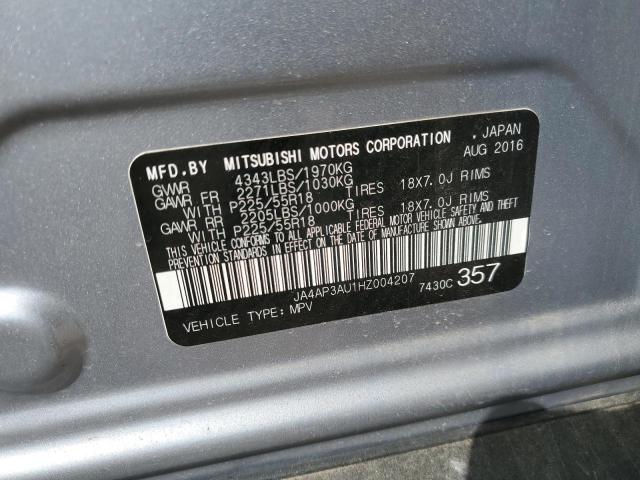 MFD.BY MITSUBISHI MOTORS CORPORATION . JAPAN
AUG 2016
GVWR 4343LBS/1970KG
GAWR FR 2271LBS/1030KG
WITH P225/55R18 TIRES 18X7.0J RIMS
GAWR RR 2205LBS/1000KG
WITH P225/55R18 TIRES 18X7.0J RIMS
THIS VEHICLE CONFORMS TO ALL APPLICABLE FEDERAL MOTOR VEHICLE SAFETY AND THEFT
PREVENTION STANDARDS IN EFFECT ON THE DATE OF MANUFACTURE SHOWN ABOVE.
JA4AP3AU1HZ004207 7430C 357
VEHICLE TYPE: MPV